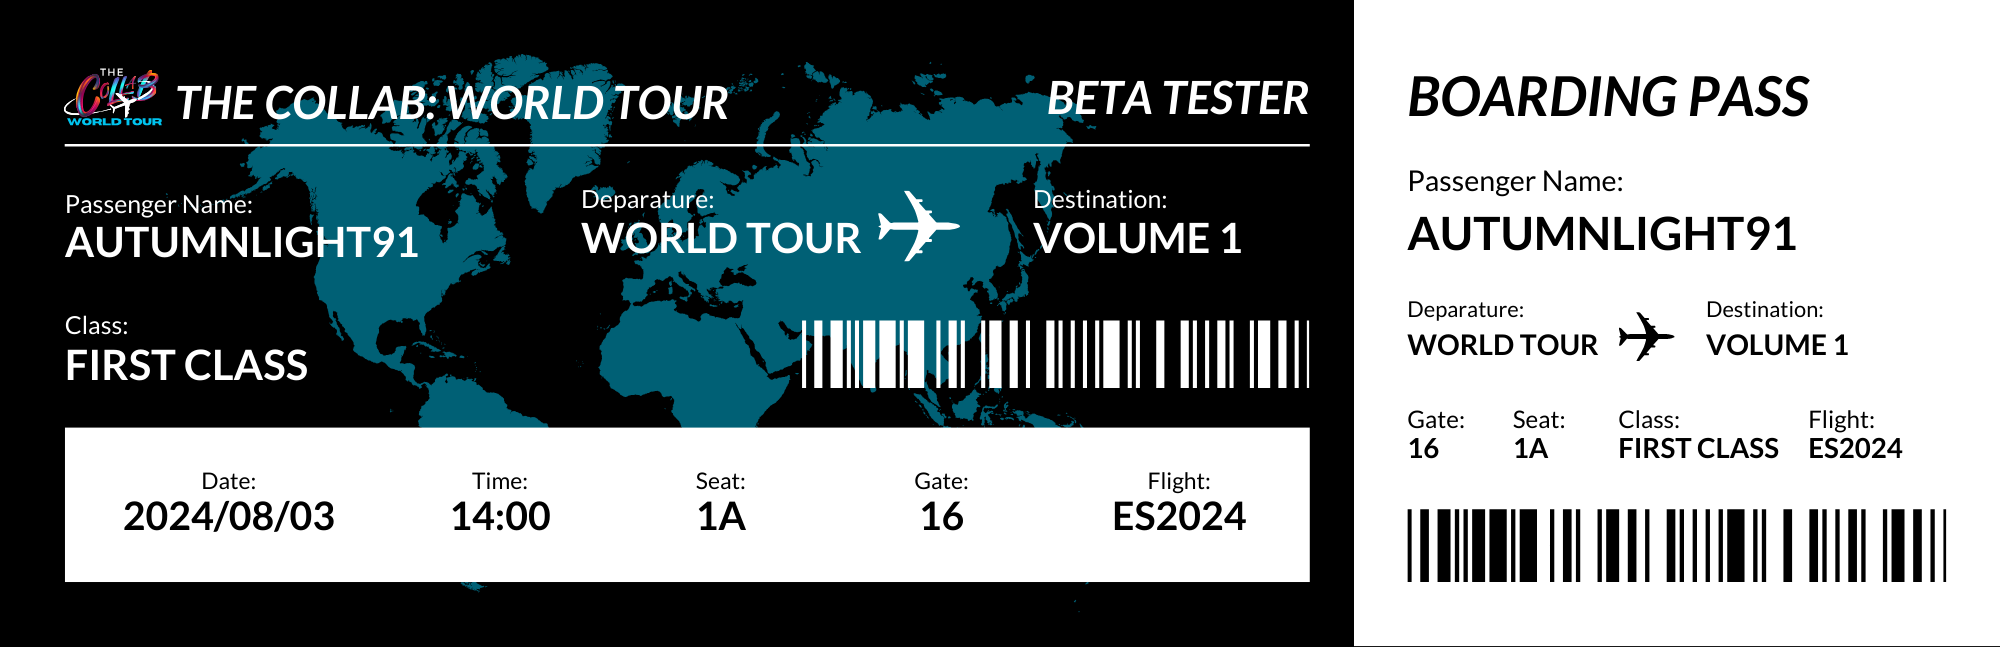 THE
COLLAB
WORLD TOUR
THE COLLAB: WORLD TOUR
BETA TESTER
Passenger Name:
AUTUMNLIGHT91
Deparature:
WORLD TOUR
Destination:
VOLUME 1
Class:
FIRST CLASS
Date:
2024/08/03
Time:
14:00
Seat:
1A
Gate:
16
Flight:
ES2024
BOARDING PASS
Passenger Name:
AUTUMNLIGHT91
Deparature:
WORLD TOUR
Destination:
VOLUME 1
Gate:
16
Seat:
1A
Class:
FIRST CLASS
Flight:
ES2024